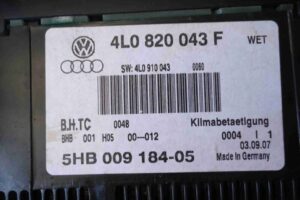 4L0 820 043 F WET
SW: 4L0 910 043 0080
B.H.TC 0048 Klimabetaetigung
BHB 001 H05 00-012 0004 I 1
03.09.07
5HB 009 184-05 Made in Germany